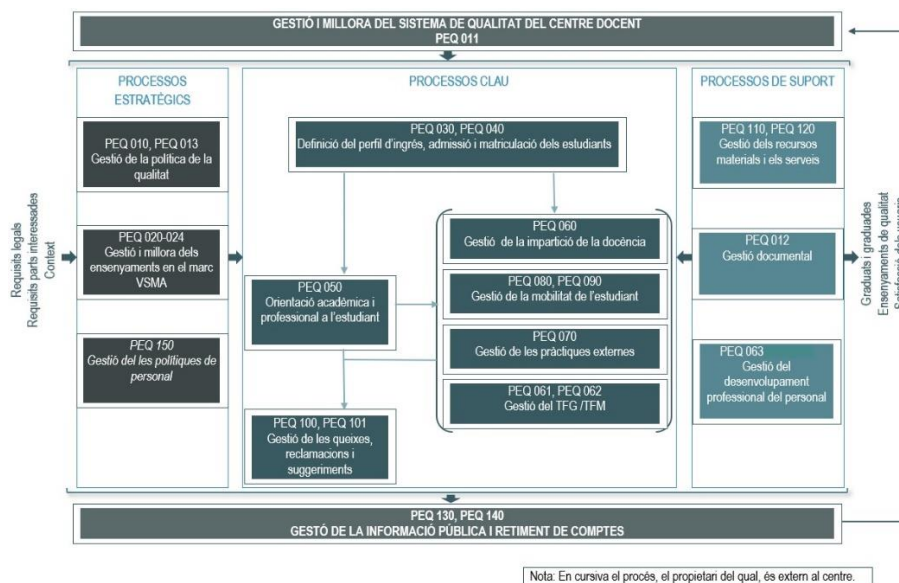 GESTIÓ I MILLORA DEL SISTEMA DE QUALITAT DEL CENTRE DOCENT
PEQ 011
PROCESSOS
ESTRATÈGICS
PEQ 010, PEQ 013
Gestió de la política de la
qualitat
PEQ 020-024
Gestió i millora dels
ensenyaments en el marc
VSMA
PEQ 150
Gestió del les polítiques de
personal
PROCESSOS CLAU
PEQ 030, PEQ 040
Definició del perfil d'ingrés, admissió i matriculació dels estudiants
PEQ 050
Orientació acadèmica i
professional a l'estudiant
PEQ 060
Gestió de la impartició de la docència
PEQ 080, PEQ 090
Gestió de la mobilitat de l'estudiant
PEQ 070
Gestió de les pràctiques externes
PEQ 061, PEQ 062
Gestió del TFG /TFM
PEQ 100, PEQ 101
Gestió de les queixes,
reclamacions i
suggeriments
PROCESSOS DE SUPORT
PEQ 110, PEQ 120
Gestió dels recursos
materials i els serveis
PEQ 012
Gestió documental
PEQ 063
Gestió del
desenvolupament
professional del personal
Requisits legals
Requisits parts interessades
Context
Graduats i graduades
Ensenyaments de qualitat
PEQ 130, PEQ 140
GESTÓ DE LA INFORMACIÓ PÚBLICA I RETIMENT DE COMPTES
Nota: En cursiva el procés, el propietari del qual, és extern al centre.